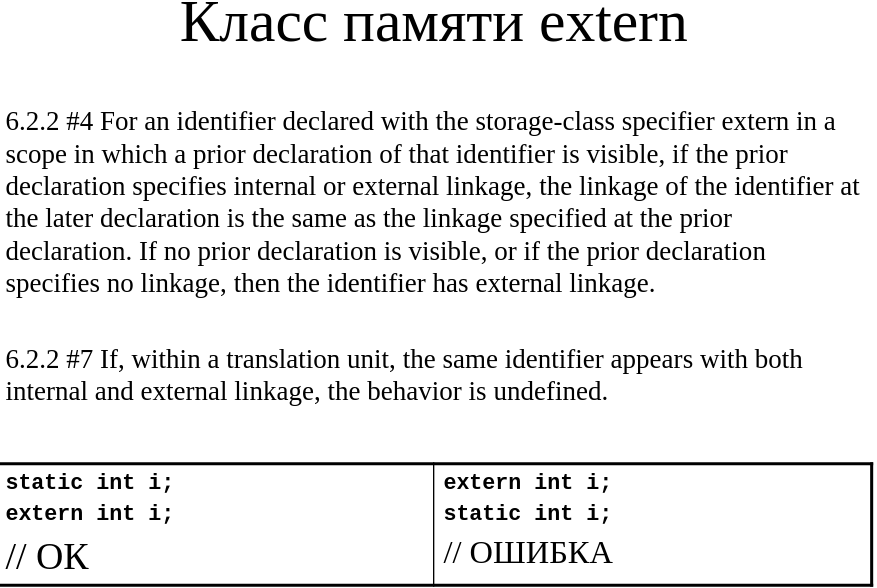 Класс памяти extern
6.2.2 #4 For an identifier declared with the storage-class specifier extern in a
scope in which a prior declaration of that identifier is visible, if the prior
declaration specifies internal or external linkage, the linkage of the identifier at
the later declaration is the same as the linkage specified at the prior
declaration. If no prior declaration is visible, or if the prior declaration
specifies no linkage, then the identifier has external linkage.
6.2.2 #7 If, within a translation unit, the same identifier appears with both
internal and external linkage, the behavior is undefined.
static int i;
extern int i;
// ОК
extern int i;
static int i;
// ОШИБКА